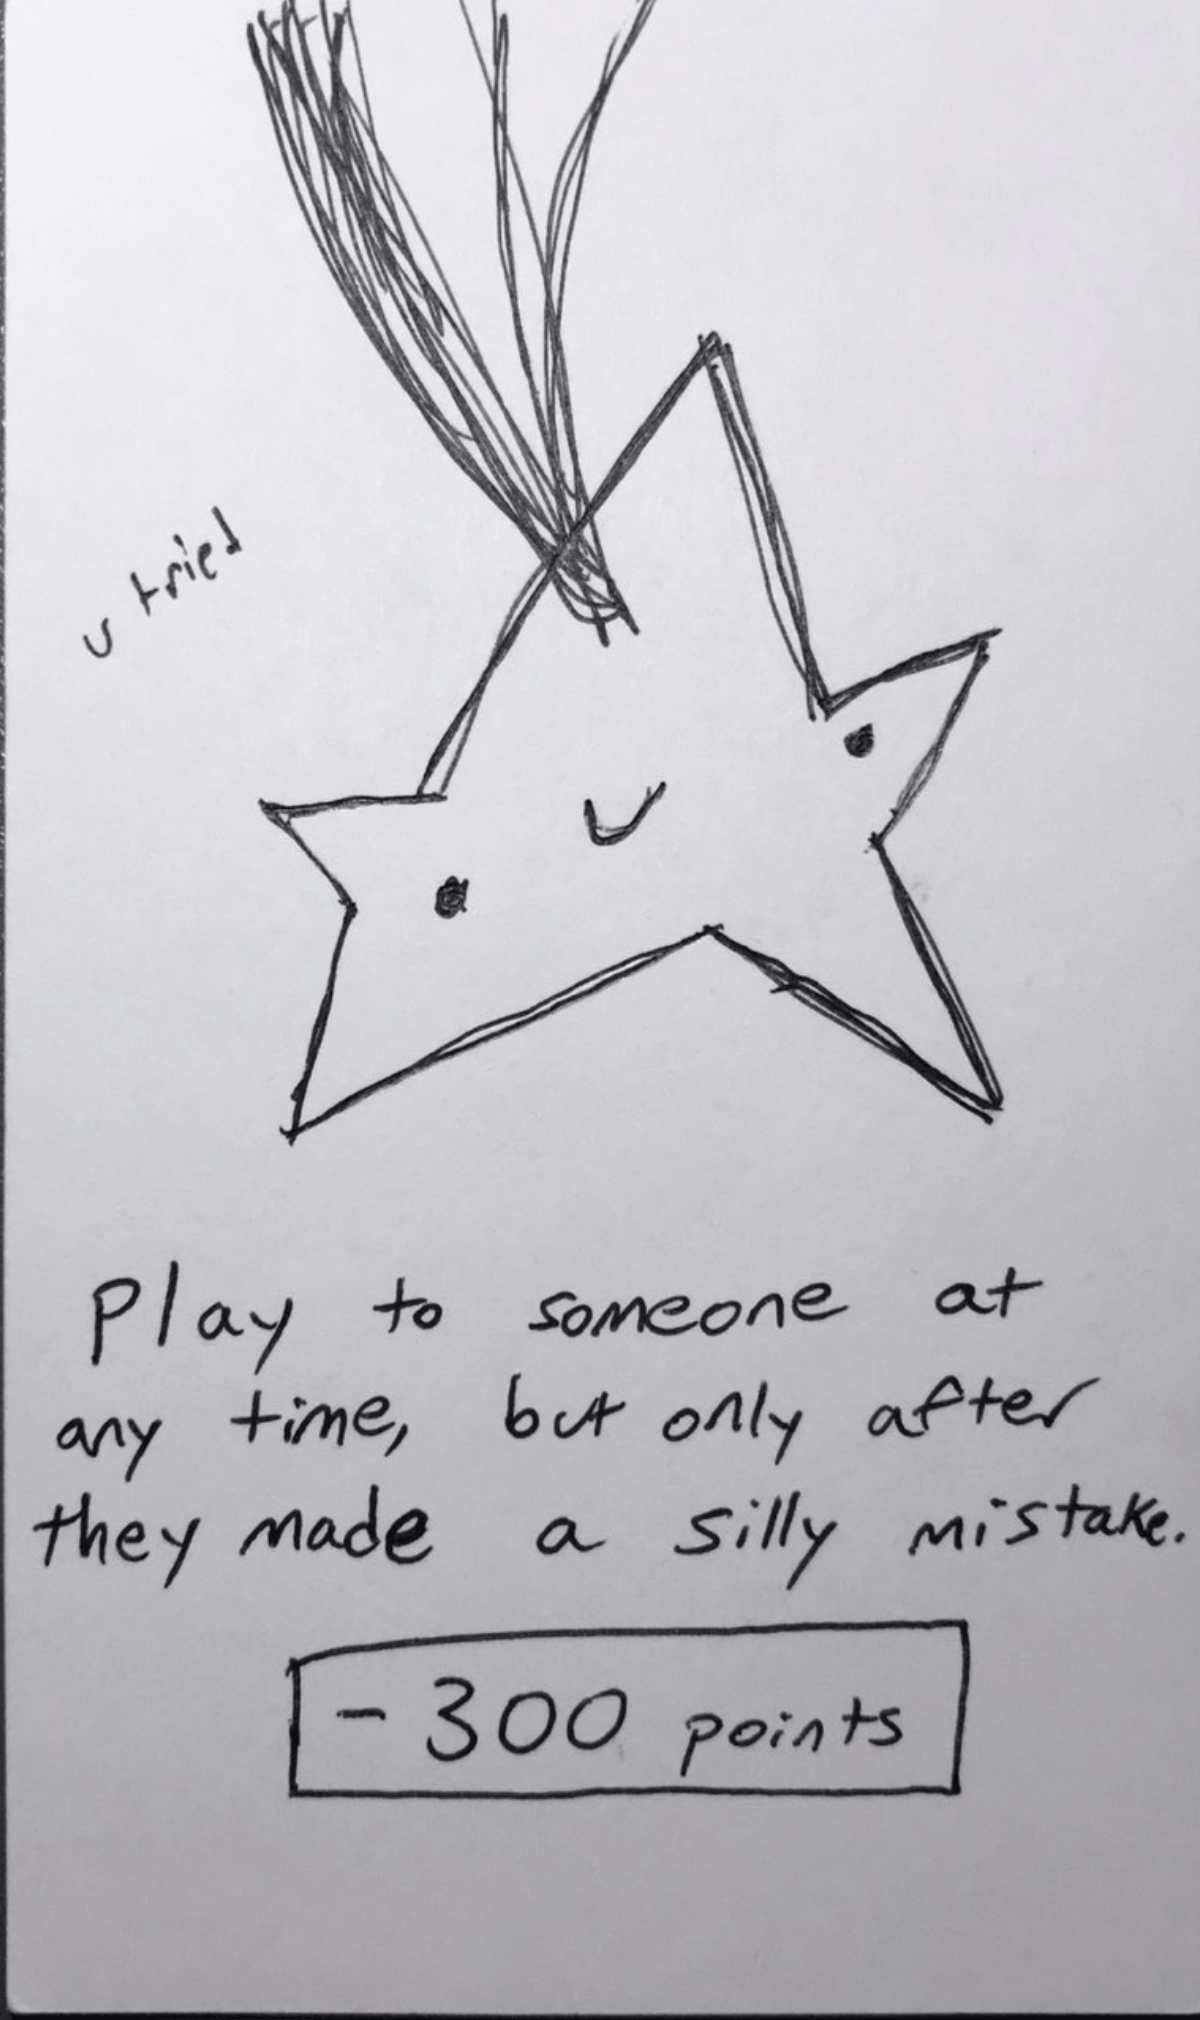 u tried
Play to someone at
any time, but only after
they made a silly mistake.
- 300 points